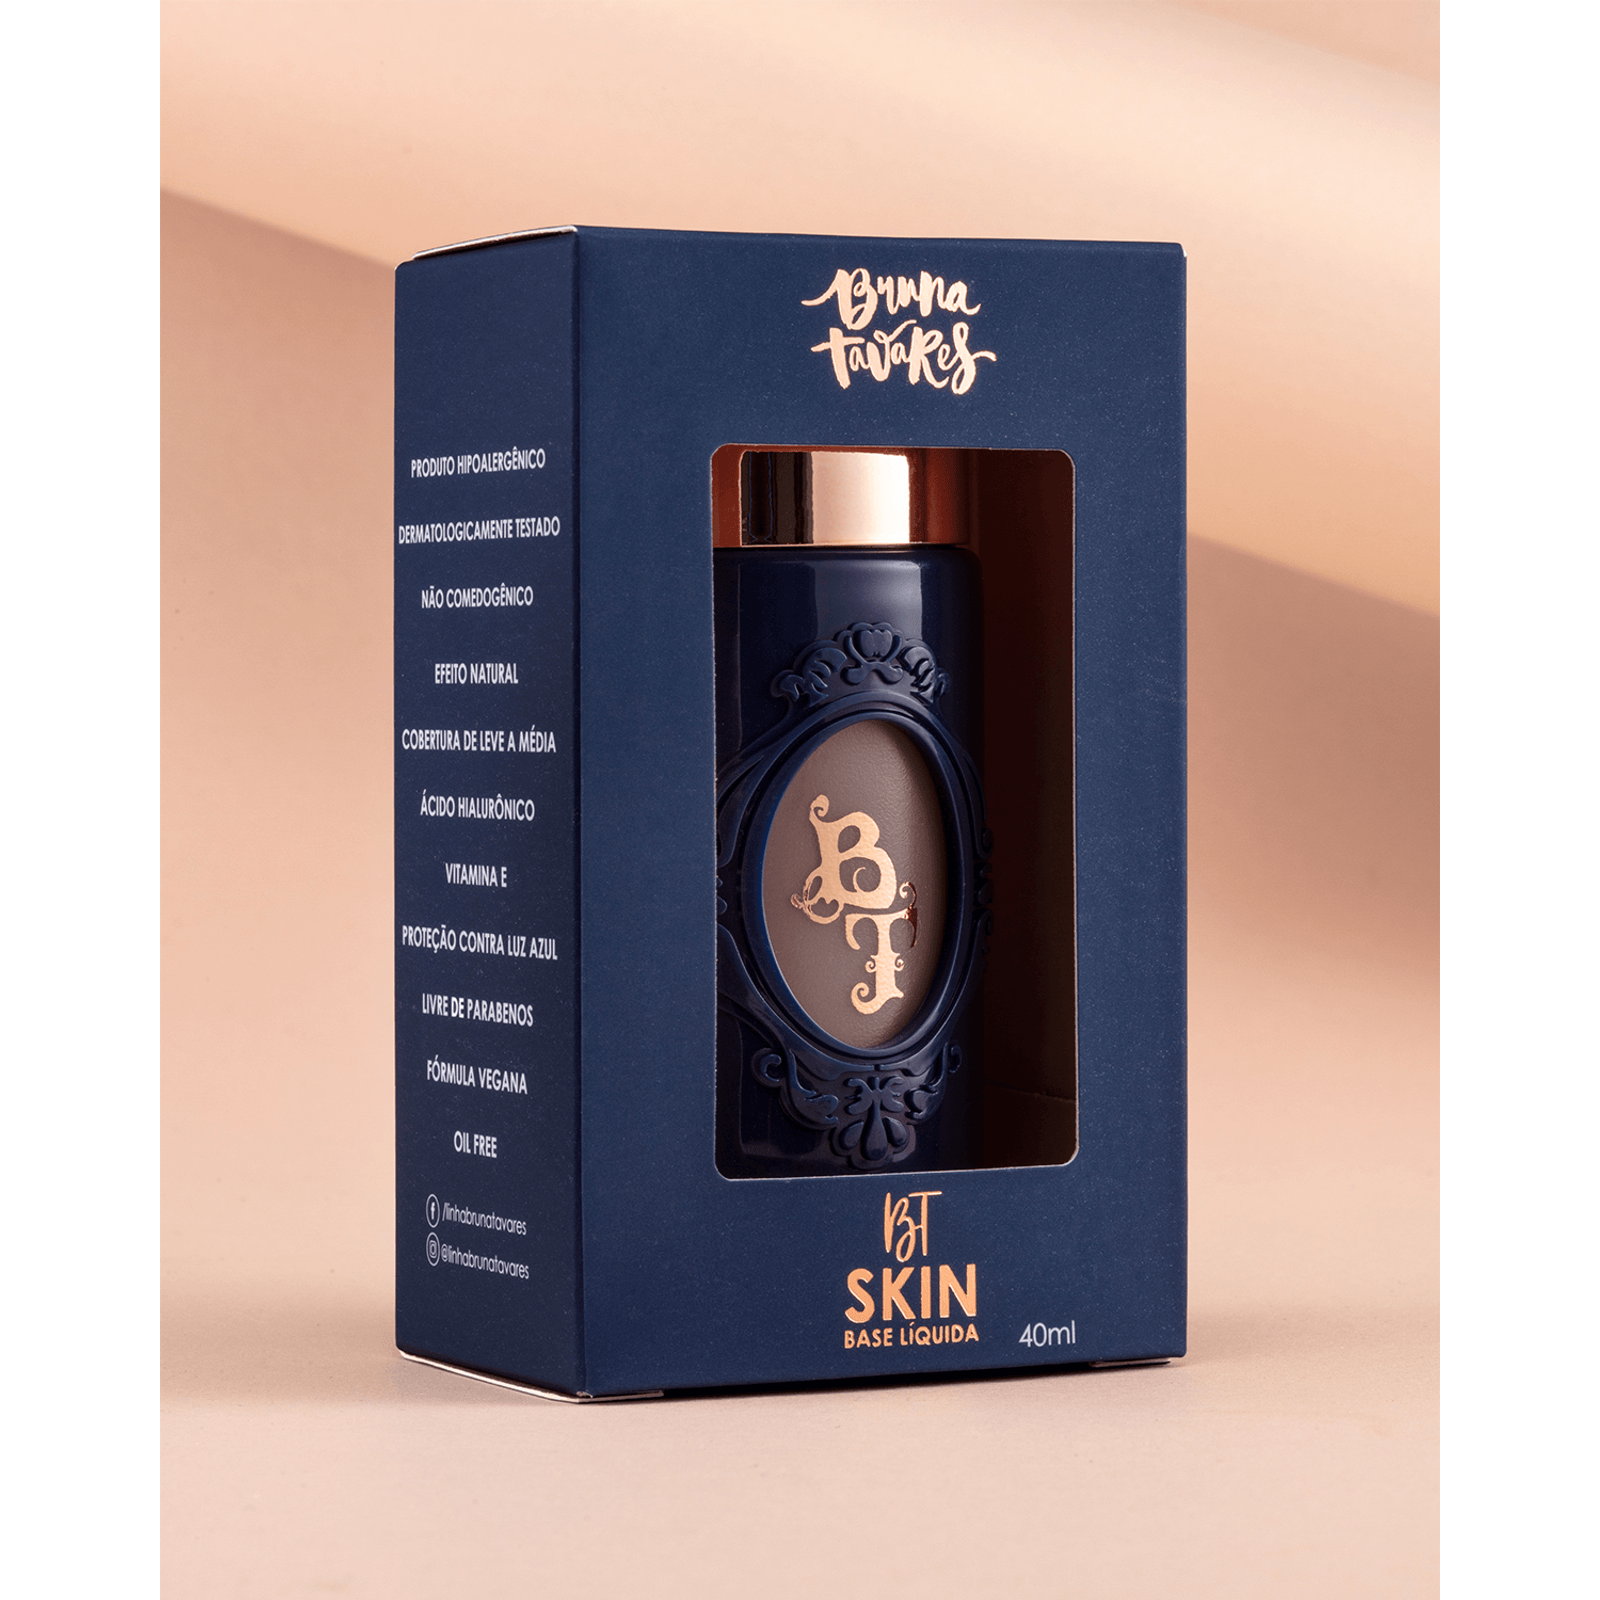 Bruna
Tavares
PRODUTO HIPOALERGÊNICO
DERMATOLOGICAMENTE TESTADO
NÃO COMEDOGÊNICO
EFEITO NATURAL
COBERTURA DE LEVE A MÉDIA
ÁCIDO HIALURÔNICO
VITAMINA E
PROTEÇÃO CONTRA LUZ AZUL
LIVRE DE PARABENOS
FÓRMULA VEGANA
OIL FREE
/linhabrunatavares
@linhabrunatavares
BT
BT
SKIN
BASE LÍQUIDA
40ml